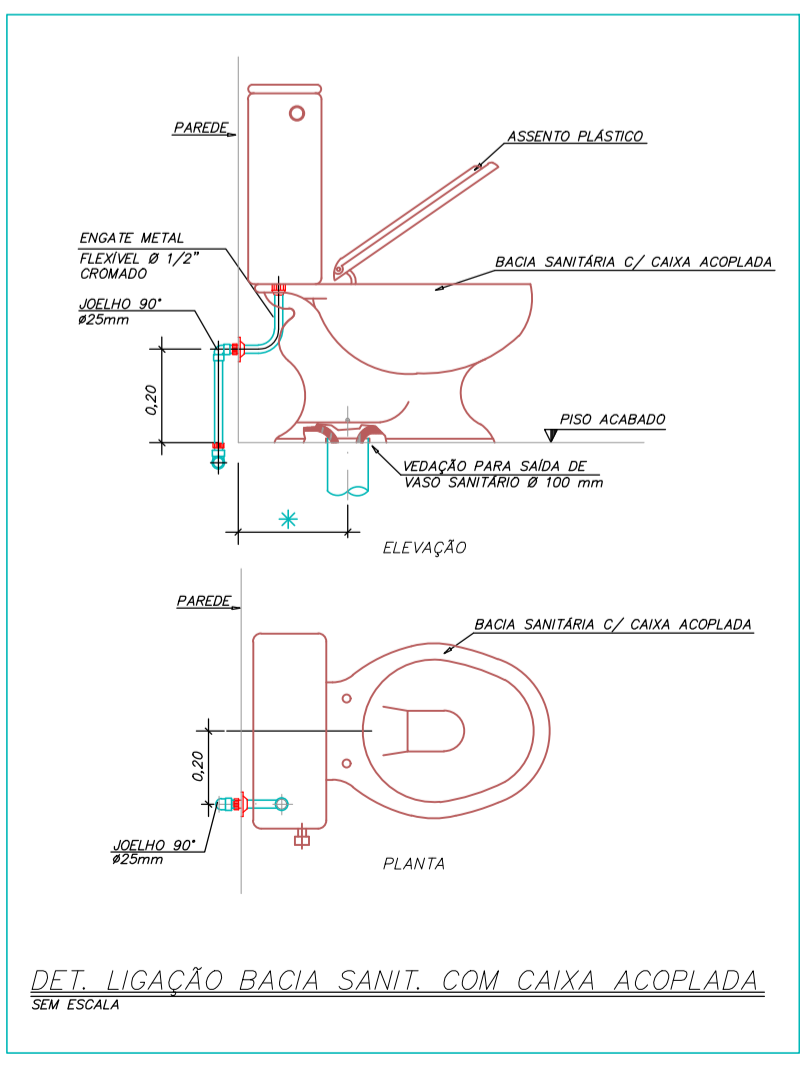 PAREDE
ASSENTO PLÁSTICO
ENGATE METAL
FLEXÍVEL Ø 1/2"
CROMADO
BACIA SANITÁRIA C/ CAIXA ACOPLADA
JOELHO 90°
Ø25mm
0,20
PISO ACABADO
VEDAÇÃO PARA SAÍDA DE
VASO SANITÁRIO Ø 100 mm
*
ELEVAÇÃO
PAREDE
BACIA SANITÁRIA C/ CAIXA ACOPLADA
0,20
JOELHO 90°
Ø25mm
PLANTA
DET. LIGAÇÃO BACIA SANIT. COM CAIXA ACOPLADA
SEM ESCALA